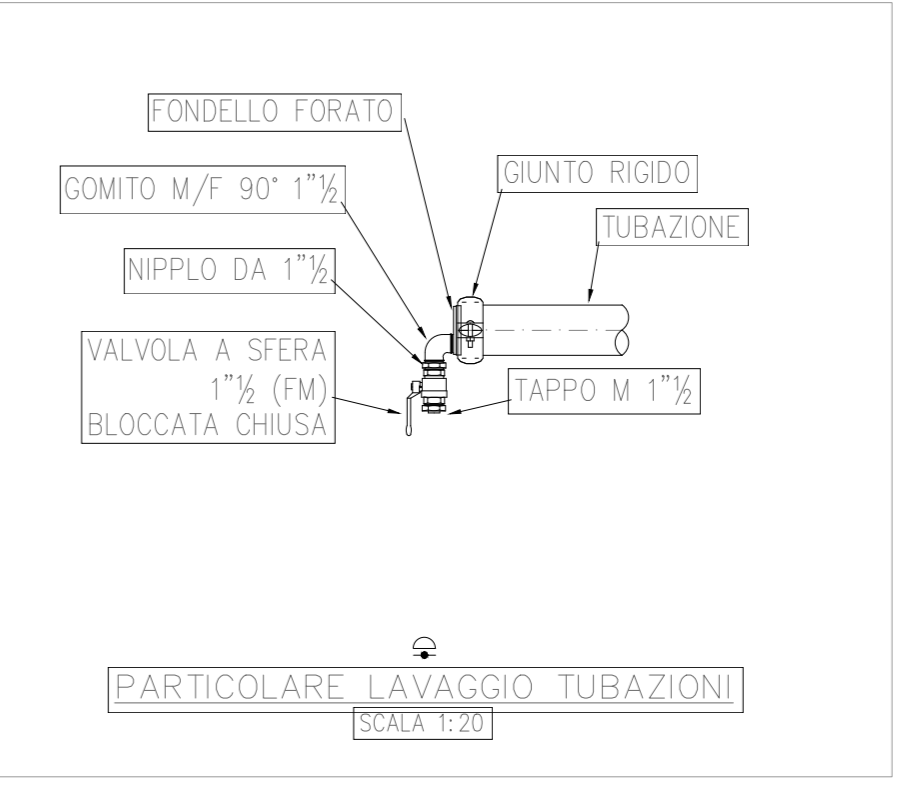 FONDELLO FORATO
GIUNTO RIGIDO
GOMITO M/F 90° 1"½
TUBAZIONE
NIPPLO DA 1"½
VALVOLA A SFERA
1"½ (FM)
BLOCCATA CHIUSA
TAPPO M 1"½
PARTICOLARE LAVAGGIO TUBAZIONI
SCALA 1:20